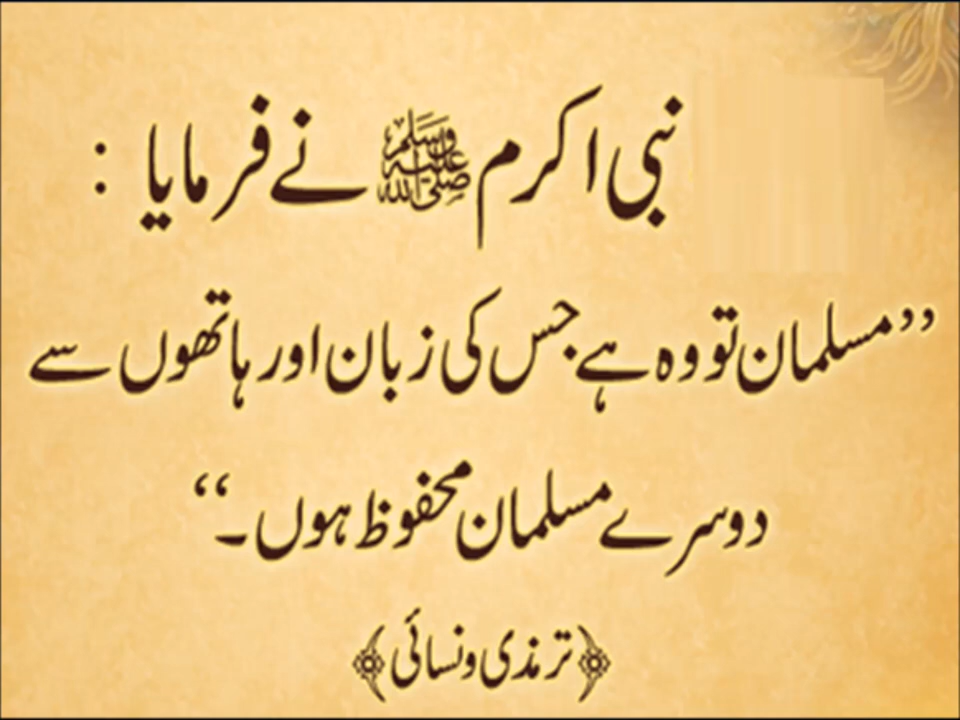 نبی اکرم ﷺ نے فرمایا :
’’مسلمان تو وہ ہے جس کی زبان اور ہاتھوں سے
دوسرے مسلمان محفوظ ہوں۔‘‘
﴿ترمذی و نسائی﴾